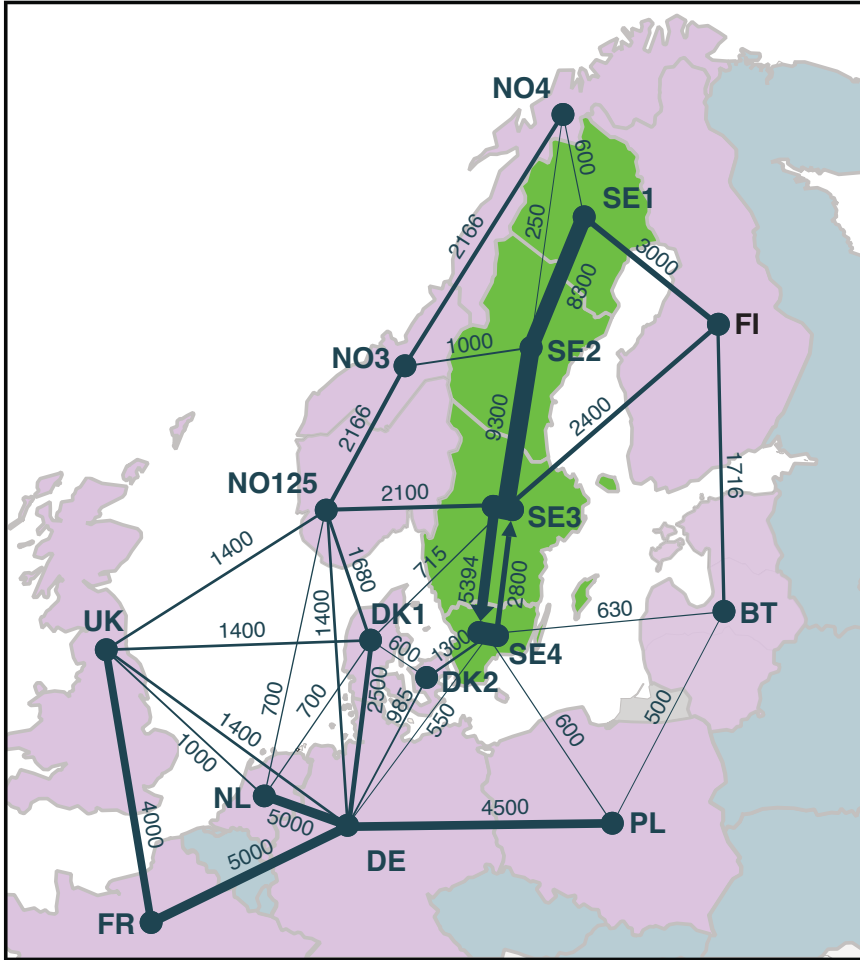 NO4
600
SE1
250
2166
3000
8300
FI
1000
SE2
NO3
2166
9300
2400
1716
NO125
2100
SE3
1400
1680
715
5394
2800
630
BT
UK
1400
1400
DK1
600
1300
SE4
DK2
2500
985
550
700
700
1400
1000
600
500
NL
5000
4500
PL
DE
4000
5000
FR